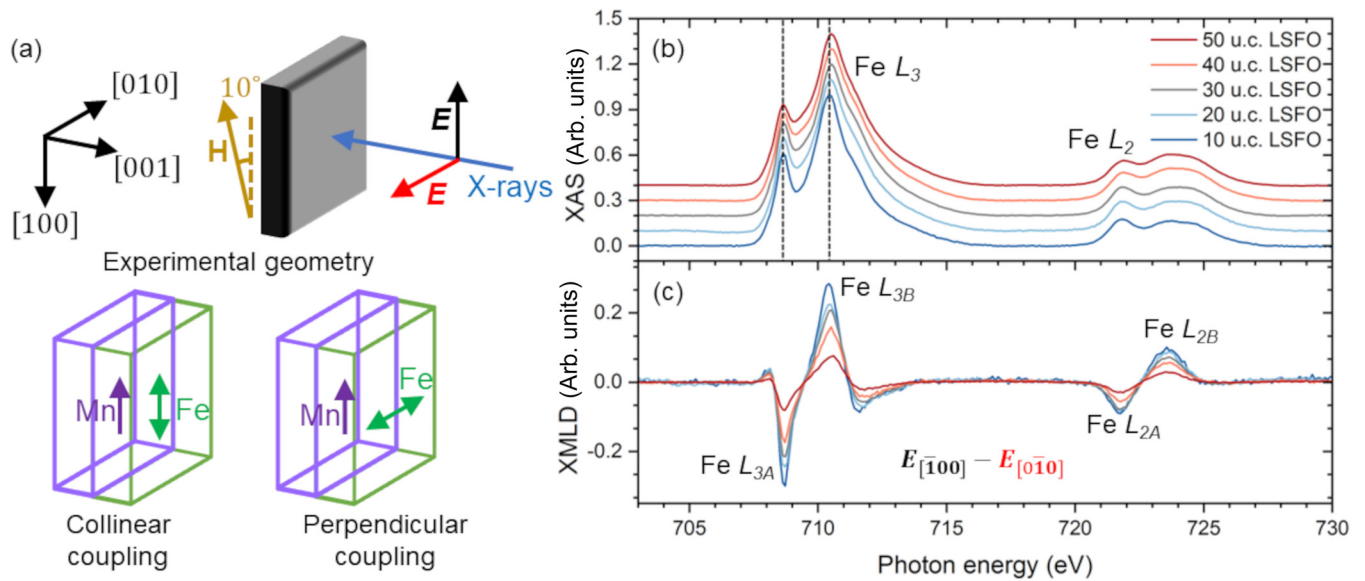 (a)
[010]
[001]
[100]
10°
H
E
E
X-rays
Experimental geometry
Mn
Fe
Collinear
coupling
Mn
Fe
Perpendicular
coupling
(b)
XAS (Arb. units)
1.5
1.2
0.9
0.6
0.3
0.0
Fe L₃
Fe L₂
50 u.c. LSFO
40 u.c. LSFO
30 u.c. LSFO
20 u.c. LSFO
10 u.c. LSFO
(c)
XMLD (Arb. units)
0.2
0.0
-0.2
Fe L₃B
Fe L₃A
Fe L₂B
Fe L₂A
E[1̅00] − E[01̅0]
705 710 715 720 725 730
Photon energy (eV)